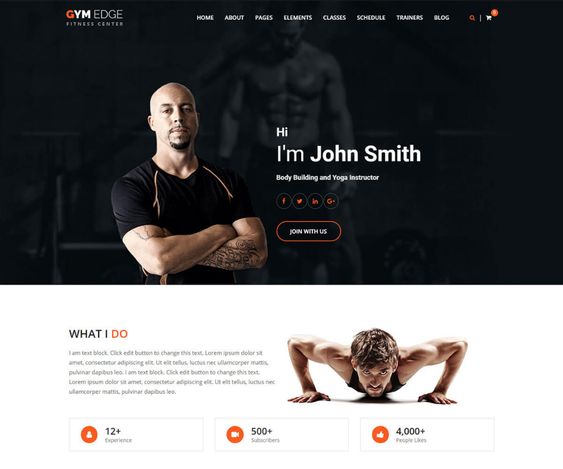 GYM EDGE
FITNESS CENTER
HOME ABOUT PAGES ELEMENTS CLASSES SCHEDULE TRAINERS BLOG
Hi
I'm John Smith
Body Building and Yoga Instructor
JOIN WITH US
WHAT I DO
I am text block. Click edit button to change this text. Lorem ipsum dolor sit
amet, consectetur adipiscing elit. Ut elit tellus, luctus nec ullamcorper mattis,
pulvinar dapibus leo. I am text block. Click edit button to change this text.
Lorem ipsum dolor sit amet, consectetur adipiscing elit. Ut elit tellus, luctus nec
ullamcorper mattis, pulvinar dapibus leo.
12+
Experience
500+
Subscribers
4,000+
People Likes